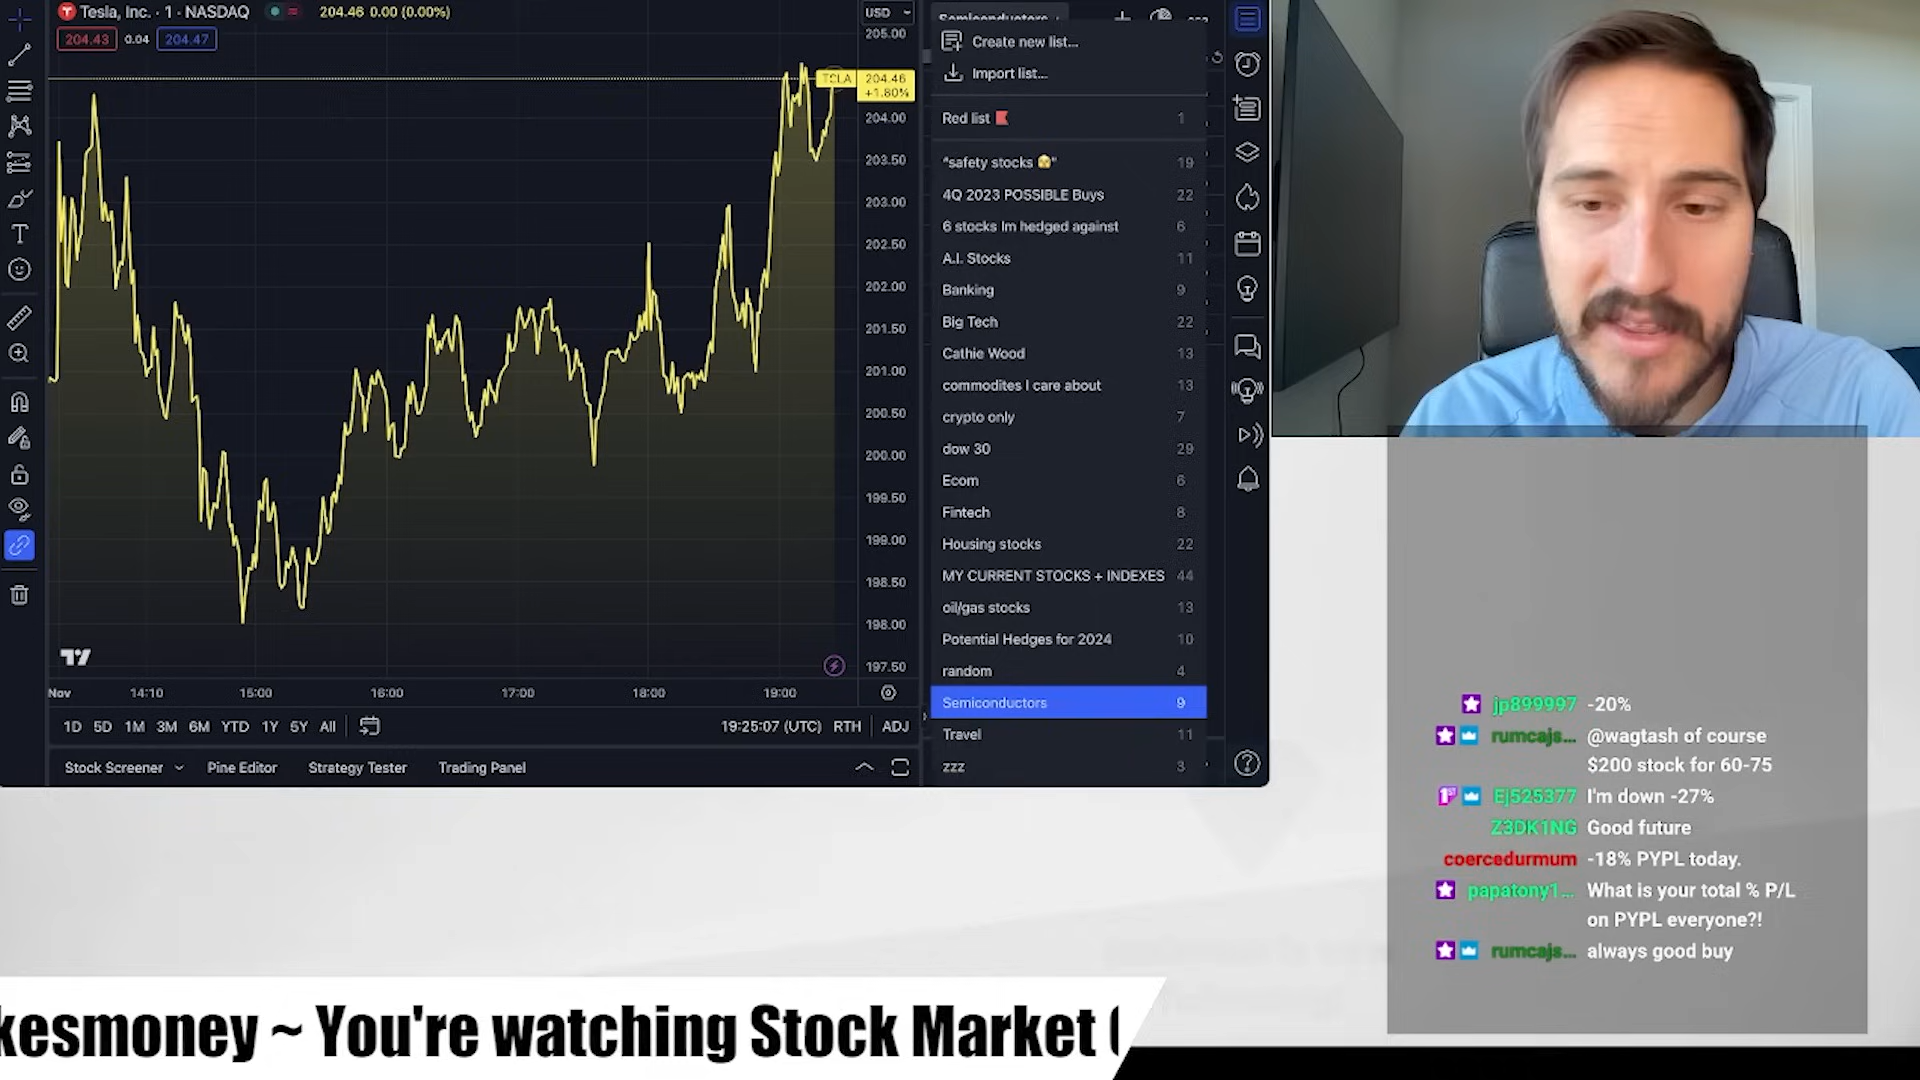 Tesla, Inc. · 1 · NASDAQ
204.46 0.00 (0.00%)
204.43 0.04 204.47
USD
205.00
TSLA 204.46
+1.80%
204.00
203.50
203.00
202.50
202.00
201.50
201.00
200.50
200.00
199.50
199.00
198.50
198.00
197.50
Nov 14:10 15:00 16:00 17:00 18:00 19:00
1D 5D 1M 3M 6M YTD 1Y 5Y All
19:25:07 (UTC) RTH ADJ
Stock Screener Pine Editor Strategy Tester Trading Panel
Semiconductors
Create new list...
Import list...
Red list 1
*safety stocks 🤪" 19
4Q 2023 POSSIBLE Buys 22
6 stocks Im hedged against 6
A.I. Stocks 11
Banking 9
Big Tech 22
Cathie Wood 13
commodites I care about 13
crypto only 7
dow 30 29
Ecom 6
Fintech 8
Housing stocks 22
MY CURRENT STOCKS + INDEXES 44
oil/gas stocks 13
Potential Hedges for 2024 10
random 4
Semiconductors 9
Travel 11
zzz 3
jp899997 -20%
rumcajs... @wagtash of course
$200 stock for 60-75
Ej525377 I'm down -27%
Z3DK1NG Good future
coercedurmum -18% PYPL today.
papatony1... What is your total % P/L
on PYPL everyone?!
rumcajs... always good buy
kesmoney ~ You're watching Stock Market